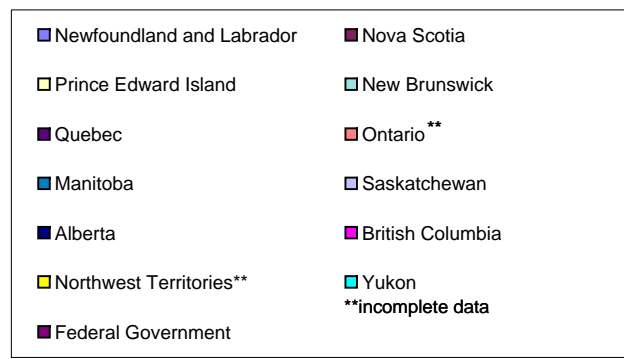 Newfoundland and Labrador
Nova Scotia
Prince Edward Island
New Brunswick
Quebec
Ontario**
Manitoba
Saskatchewan
Alberta
British Columbia
Northwest Territories**
Yukon
**incomplete data
Federal Government